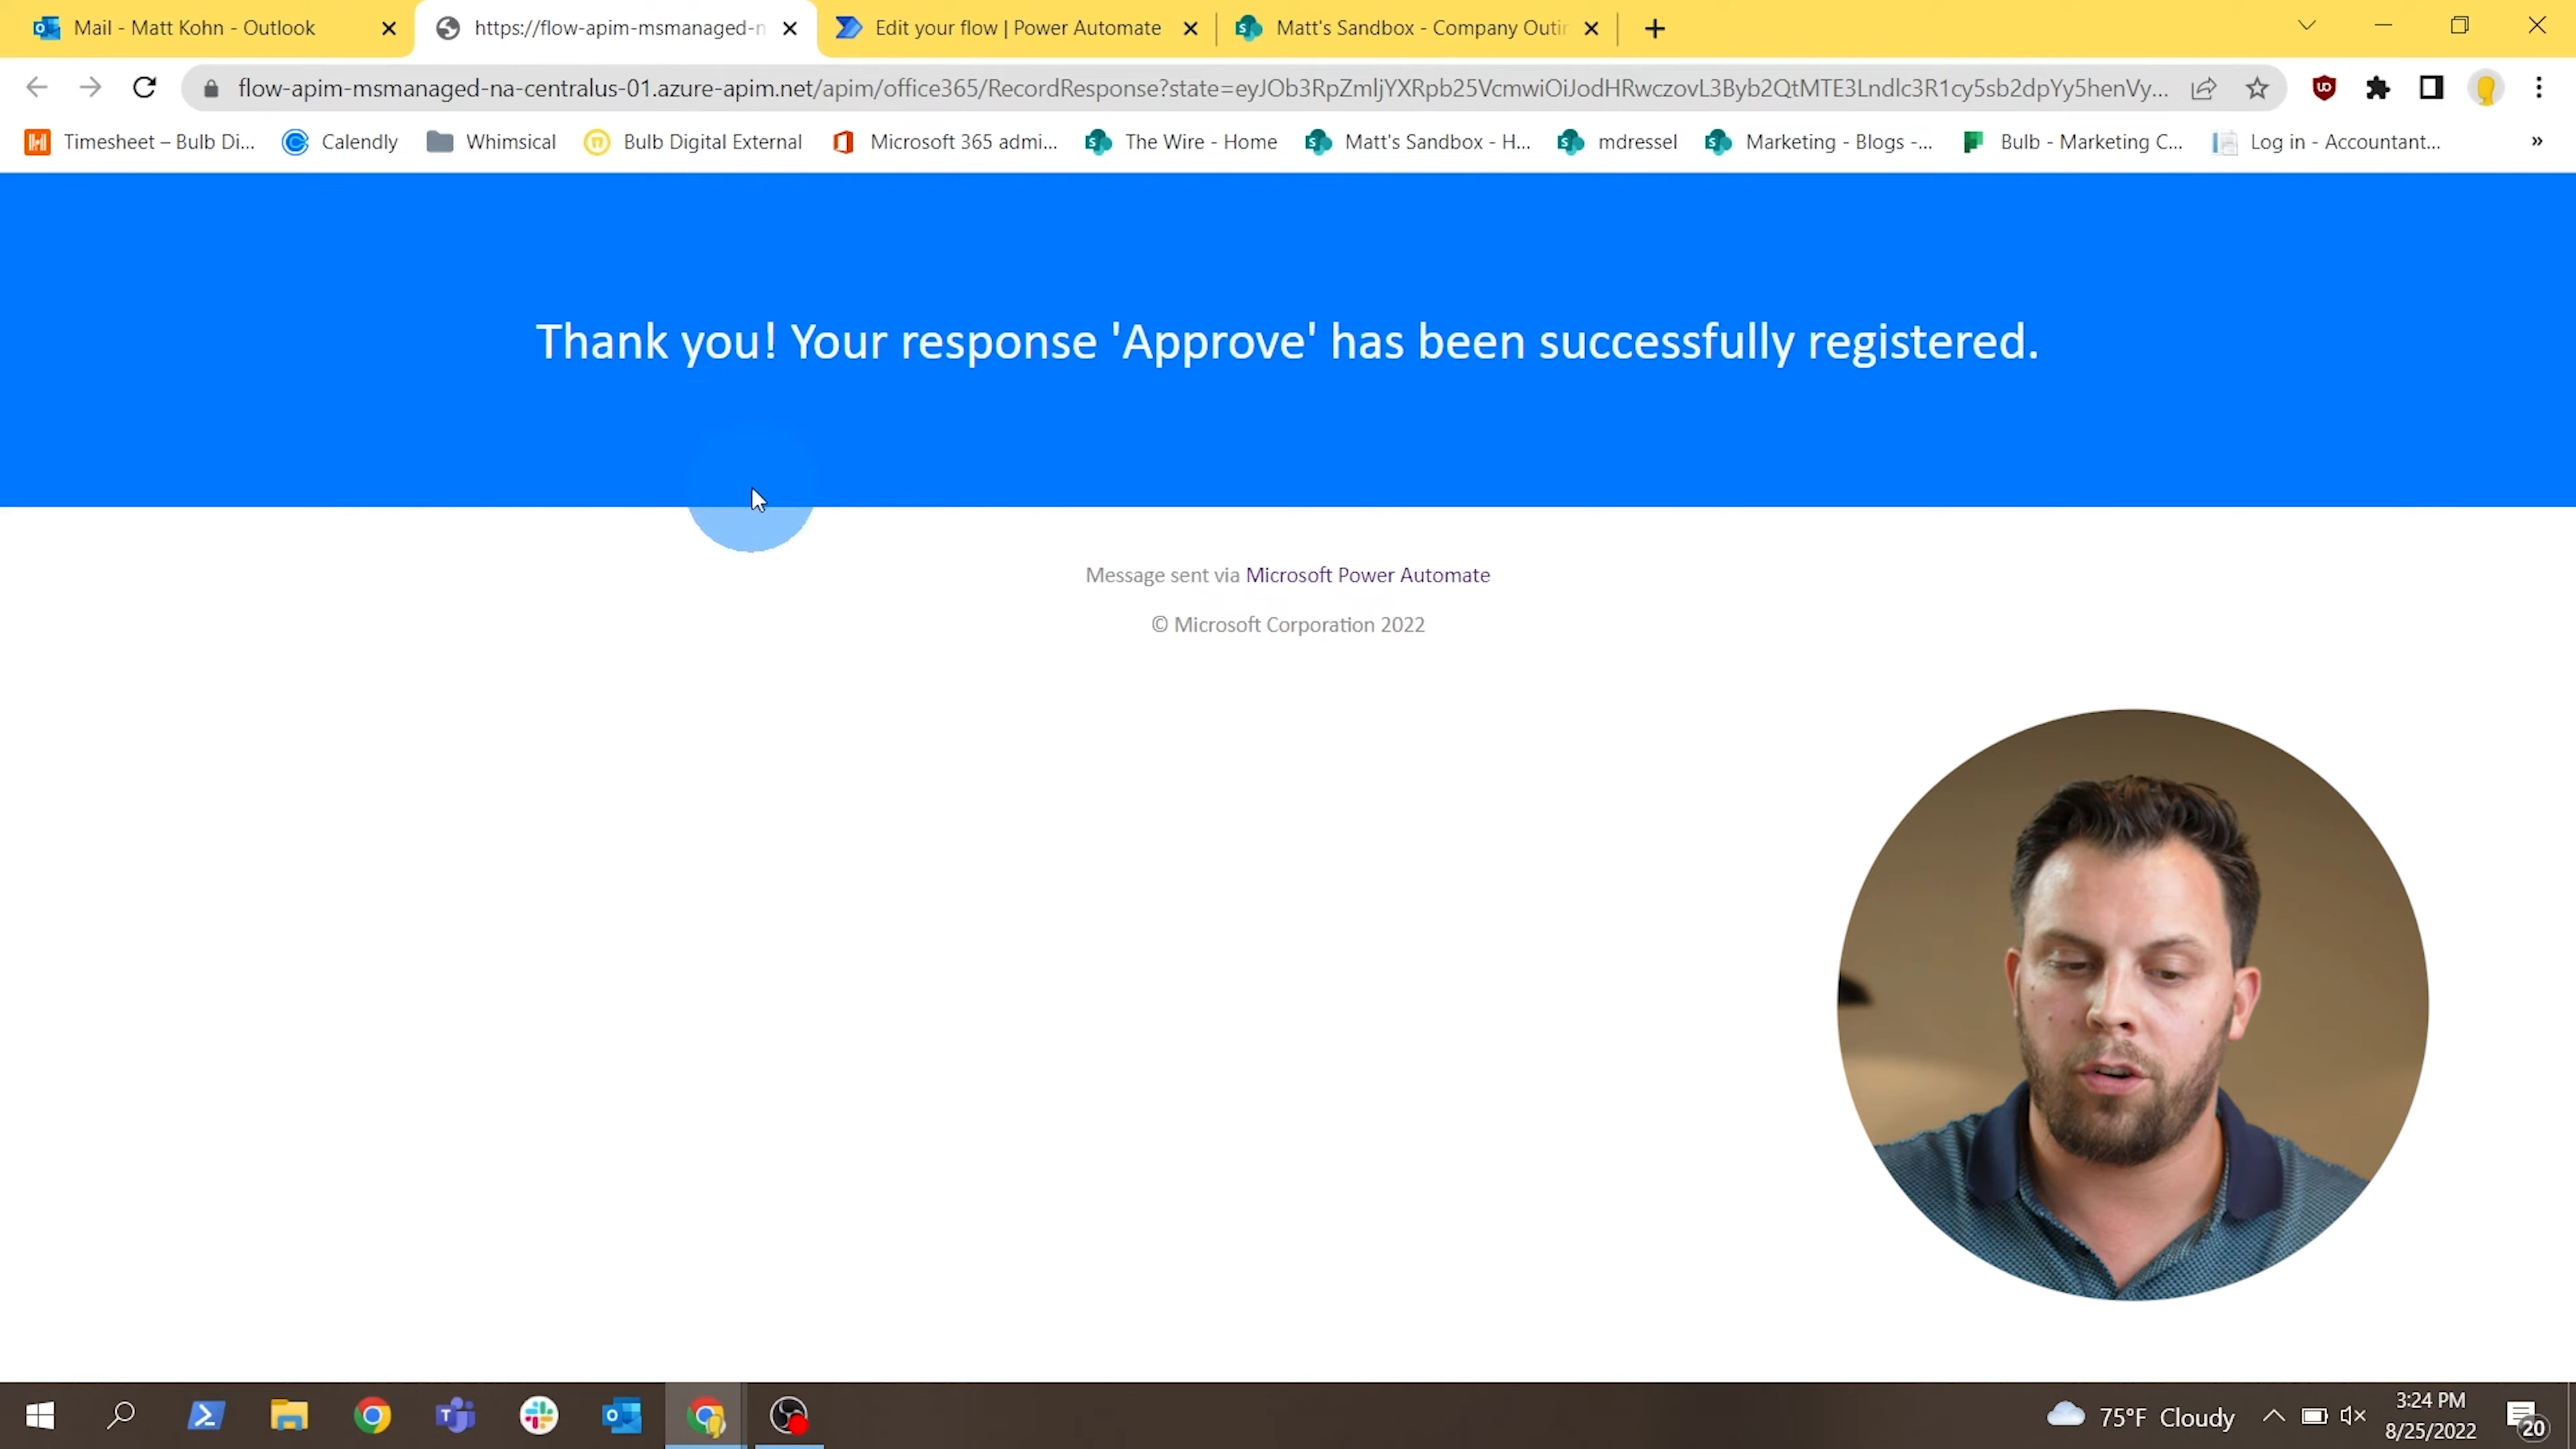 Mail - Matt Kohn - Outlook
https://flow-apim-msmanaged-n
Edit your flow | Power Automate
Matt's Sandbox - Company Outin
flow-apim-msmanaged-na-centralus-01.azure-apim.net/apim/office365/RecordResponse?state=eyJOb3RpZmljYXRpb25VcmwiOiJodHRwczovL3Byb2QtMTE3Lndlc3R1cy5sb2dpYy5henVy...
Timesheet – Bulb Di...
Calendly
Whimsical
Bulb Digital External
Microsoft 365 admi...
The Wire - Home
Matt's Sandbox - H...
mdressel
Marketing - Blogs -...
Bulb - Marketing C...
Log in - Accountant...
»
Thank you! Your response 'Approve' has been successfully registered.
Message sent via Microsoft Power Automate
© Microsoft Corporation 2022
75°F Cloudy
3:24 PM
8/25/2022
20